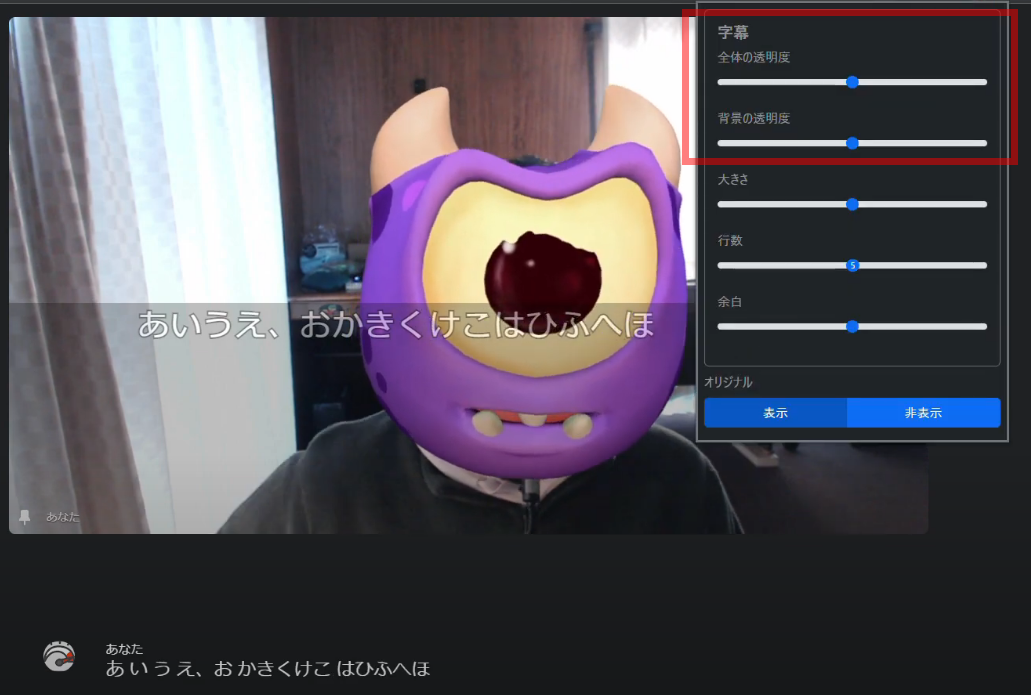 字幕
全体の透明度
背景の透明度
大きさ
行数
5
余白
オリジナル
表示 非表示
あいうえ、おかきくけこはひふへほ
あなた
あなた
あ い う え、お かきくけこ はひふへほ